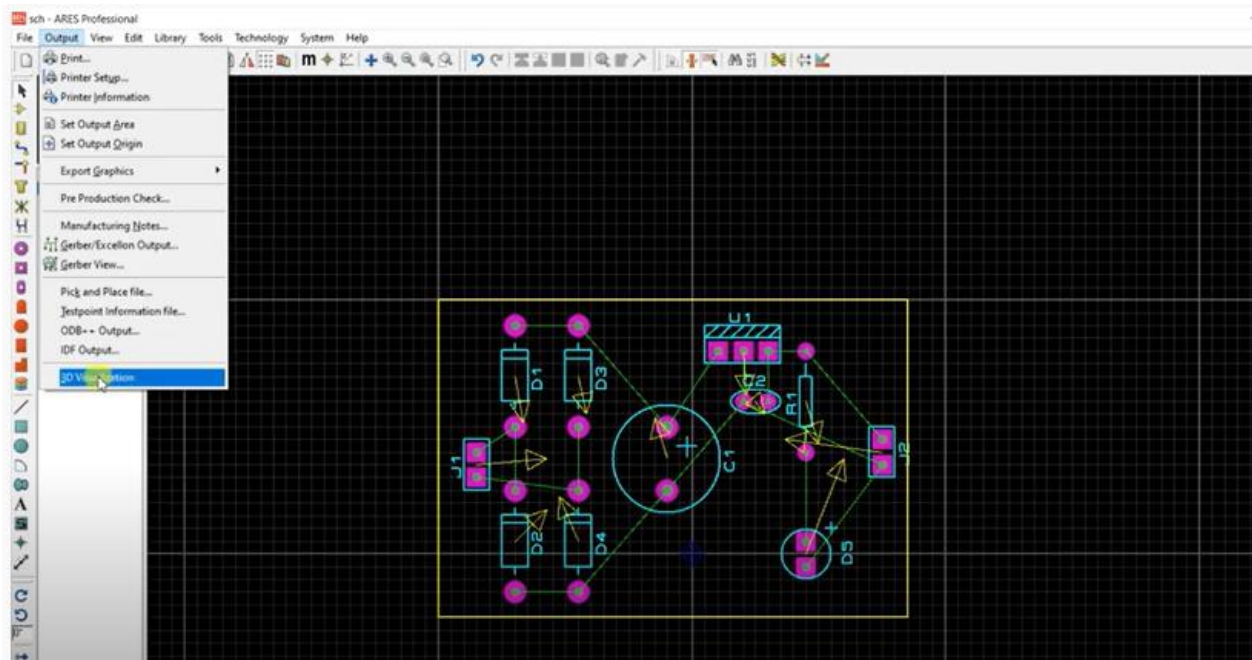 sch - ARES Professional
File Output View Edit Library Tools Technology System Help
Print...
Printer Setup...
Printer Information
Set Output Area
Set Output Origin
Export Graphics
Pre Production Check...
Manufacturing Notes...
Gerber/Excellon Output...
Gerber View...
Pick and Place file...
Testpoint Information file...
ODB++ Output...
IDF Output...
3D Visualization
U1
D1 D3 C2 R1
J1 C1 J2
D2 D4 D5